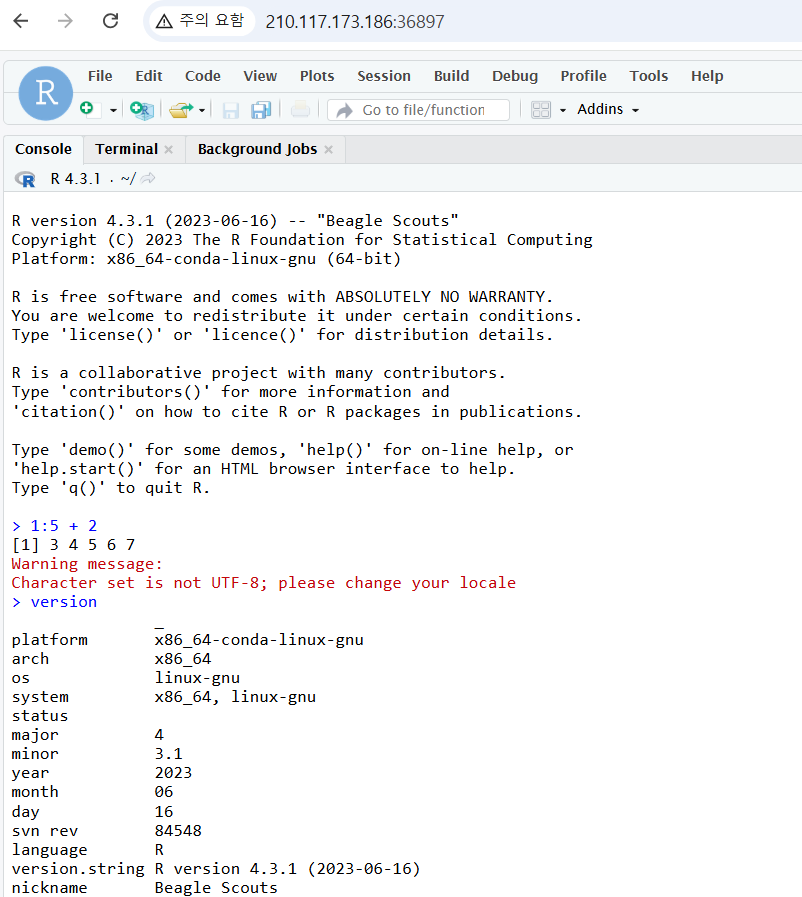 주의 요함 210.117.173.186:36897
R File Edit Code View Plots Session Build Debug Profile Tools Help
Go to file/function Addins
Console Terminal Background Jobs
R 4.3.1 · ~/
R version 4.3.1 (2023-06-16) -- "Beagle Scouts"
Copyright (C) 2023 The R Foundation for Statistical Computing
Platform: x86_64-conda-linux-gnu (64-bit)
R is free software and comes with ABSOLUTELY NO WARRANTY.
You are welcome to redistribute it under certain conditions.
Type 'license()' or 'licence()' for distribution details.
R is a collaborative project with many contributors.
Type 'contributors()' for more information and
'citation()' on how to cite R or R packages in publications.
Type 'demo()' for some demos, 'help()' for on-line help, or
'help.start()' for an HTML browser interface to help.
Type 'q()' to quit R.
> 1:5 + 2
[1] 3 4 5 6 7
Warning message:
Character set is not UTF-8; please change your locale
> version
_
platform x86_64-conda-linux-gnu
arch x86_64
os linux-gnu
system x86_64, linux-gnu
status
major 4
minor 3.1
year 2023
month 06
day 16
svn rev 84548
language R
version.string R version 4.3.1 (2023-06-16)
nickname Beagle Scouts